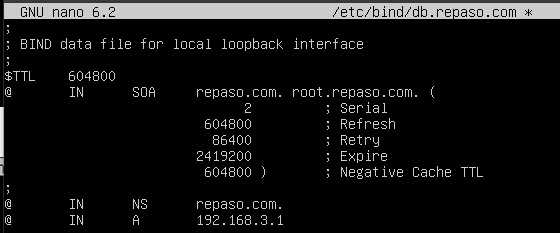 GNU nano 6.2 /etc/bind/db.repaso.com *
;
; BIND data file for local loopback interface
;
$TTL 604800
@ IN SOA repaso.com. root.repaso.com. (
2 ; Serial
604800 ; Refresh
86400 ; Retry
2419200 ; Expire
604800 ) ; Negative Cache TTL
;
@ IN NS repaso.com.
@ IN A 192.168.3.1